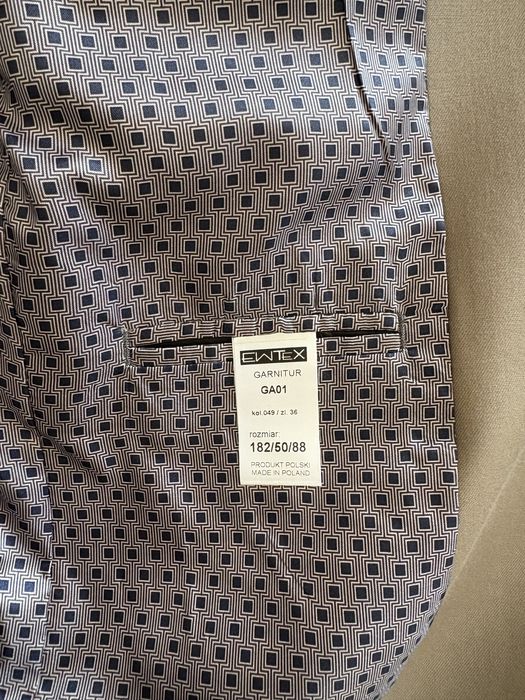 EWTEX
GARNITUR
GA01
kol.049 / zl. 36
rozmiar:
182/50/88
PRODUKT POLSKI
MADE IN POLAND